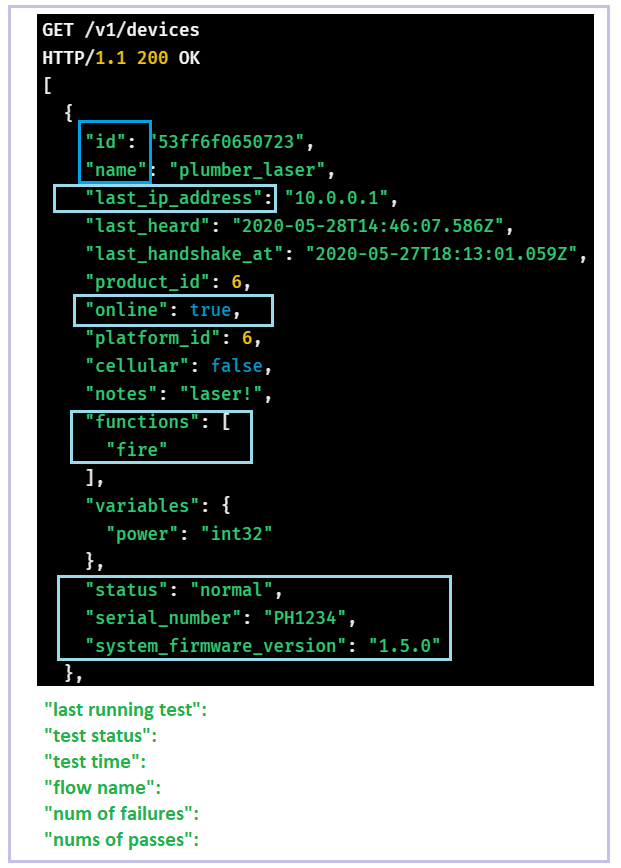 GET /v1/devices
HTTP/1.1 200 OK
[
{
"id": "53ff6f0650723",
"name": "plumber_laser",
"last_ip_address": "10.0.0.1",
"last_heard": "2020-05-28T14:46:07.586Z",
"last_handshake_at": "2020-05-27T18:13:01.059Z",
"product_id": 6,
"online": true,
"platform_id": 6,
"cellular": false,
"notes": "laser!",
"functions": [
"fire"
],
"variables": {
"power": "int32"
},
"status": "normal",
"serial_number": "PH1234",
"system_firmware_version": "1.5.0"
},
"last running test":
"test status":
"test time":
"flow name":
"num of failures":
"nums of passes":